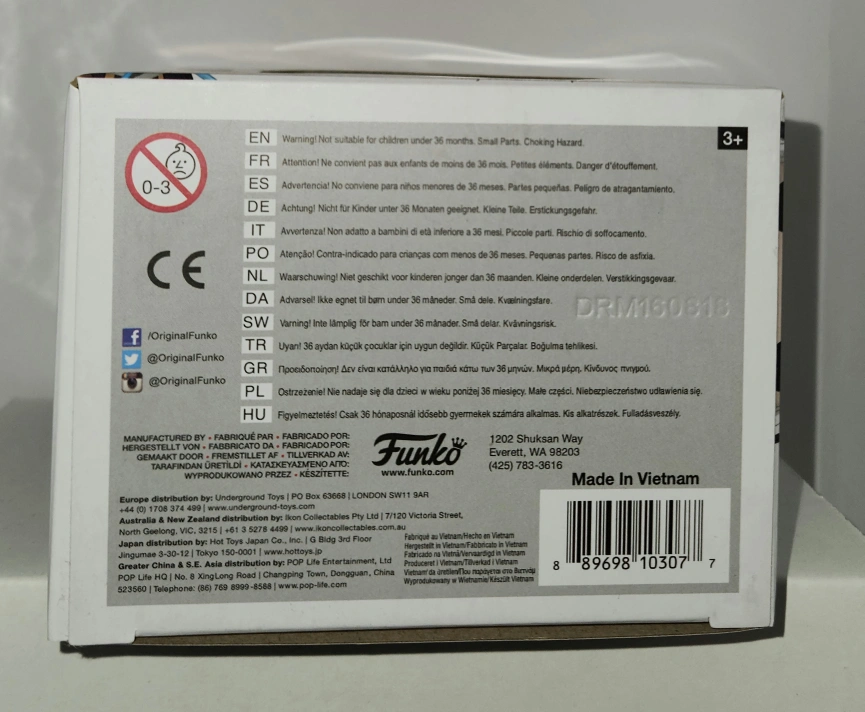 0-3
EN Warning! Not suitable for children under 36 months. Small Parts. Choking Hazard.
3+
FR Attention! Ne convient pas aux enfants de moins de 36 mois. Petites éléments. Danger d'étouffement.
ES Advertencia! No conviene para niños menores de 36 meses. Partes pequeñas. Peligro de atragantamiento.
DE Achtung! Nicht für Kinder unter 36 Monaten geeignet. Kleine Teile. Erstickungsgefahr.
IT Avvertenza! Non adatto a bambini di età inferiore a 36 mesi. Piccole parti. Rischio di soffocamento.
PO Atenção! Contra-indicado para crianças com menos de 36 meses. Pequenas partes. Risco de asfixia.
NL Waarschuwing! Niet geschikt voor kinderen jonger dan 36 maanden. Kleine onderdelen. Verstikkingsgevaar.
DA Advarsel! Ikke egnet til børn under 36 måneder. Små dele. Kvælningsfare.
SW Varning! Inte lämplig för barn under 36 månader. Små delar. Kvävningsrisk.
TR Uyarı! 36 aydan küçük çocuklar için uygun değildir. Küçük Parçalar. Boğulma tehlikesi.
GR Προειδοποίηση! Δεν είναι κατάλληλο για παιδιά κάτω των 36 μηνών. Μικρά μέρη. Κίνδυνος πνιγμού.
PL Ostrzeżenie! Nie nadaje się dla dzieci w wieku poniżej 36 miesięcy. Małe części. Niebezpieczeństwo udławienia się.
HU Figyelmeztetés! Csak 36 hónaposnál idősebb gyermekek számára alkalmas. Kis alkatrészek. Fulladásveszély.
CE
DRM160818
/OriginalFunko
@OriginalFunko
@OriginalFunko
MANUFACTURED BY • FABRIQUÉ PAR • FABRICADO POR:
HERGESTELLT VON • FABBRICATO DA • FABRICADO POR:
GEMAAKT DOOR • FREMSTILLET AF • TILLVERKAD AV:
TARAFINDAN ÜRETİLDİ • ΚΑΤΑΣΚΕΥΑΣΜΕΝΟ ΑΠΌ:
WYPRODUKOWANO PRZEZ • KÉSZÍTETTE:
Funko
www.funko.com
1202 Shuksan Way
Everett, WA 98203
(425) 783-3616
Made In Vietnam
Europe distribution by: Underground Toys | PO Box 63668 | LONDON SW11 9AR
+44 (0) 1708 374 499 | www.underground-toys.com
Australia & New Zealand distribution by: Ikon Collectables Pty Ltd | 7/120 Victoria Street,
North Geelong, VIC, 3215 | +61 3 5278 4499 | www.ikoncollectables.com.au
Japan distribution by: Hot Toys Japan Co., Inc. | G Bldg 3rd Floor
Jingumae 3-30-12 | Tokyo 150-0001 | www.hottoys.jp
Greater China & S.E. Asia distribution by: POP Life Entertainment, Ltd
POP Life HQ | No. 8 XingLong Road | Changping Town, Dongguan, China
523560 | Telephone: (86) 769 8999-8588 | www.pop-life.com
Fabriqué au Vietnam/Hecho en Vietnam
Hergestellt in Vietnam/Fabbricato in Vietnam
Fabricado na Vietnã/Vervaardigd in Vietnam
Produceret i Vietnam/Tillverkad i Vietnam
Vietnam'da üretilen/Που παράγεται στο Βιετνάμ
Wyprodukowany w Wietnamie/Készült Vietnam
8 89698 10307 7